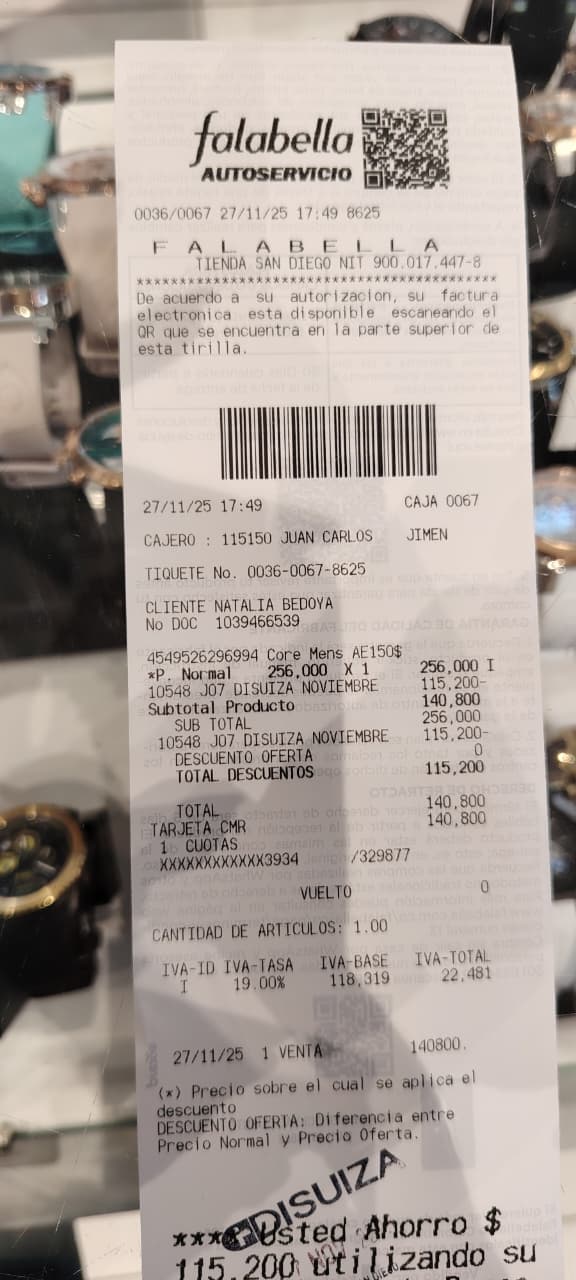 falabella
AUTOSERVICIO
0036/0067 27/11/25 17:49 8625
F A L A B E L L A
TIENDA SAN DIEGO NIT 900.017.447-8
******************************************
De acuerdo a su autorizacion, su factura
electronica esta disponible escaneando el
QR que se encuentra en la parte superior de
esta tirilla.
27/11/25 17:49 CAJA 0067
CAJERO : 115150 JUAN CARLOS JIMEN
TIQUETE No. 0036-0067-8625
CLIENTE NATALIA BEDOYA
No DOC 1039466539
4549526296994 Core Mens AE150$
*P. Normal 256,000 X 1 256,000 I
10548 J07 DISUIZA NOVIEMBRE 115,200-
Subtotal Producto 140,800
SUB TOTAL 256,000
10548 J07 DISUIZA NOVIEMBRE 115,200-
DESCUENTO OFERTA 0
TOTAL DESCUENTOS 115,200
TOTAL 140,800
TARJETA CMR 140,800
1 CUOTAS
XXXXXXXXXXXX3934 /329877
VUELTO 0
CANTIDAD DE ARTICULOS: 1.00
IVA-ID IVA-TASA IVA-BASE IVA-TOTAL
I 19.00% 118,319 22,481
27/11/25 1 VENTA 140800.
(*) Precio sobre el cual se aplica el
descuento
DESCUENTO OFERTA: Diferencia entre
Precio Normal y Precio Oferta.
DISUIZA
**** Usted Ahorro $
115.200 utilizando su